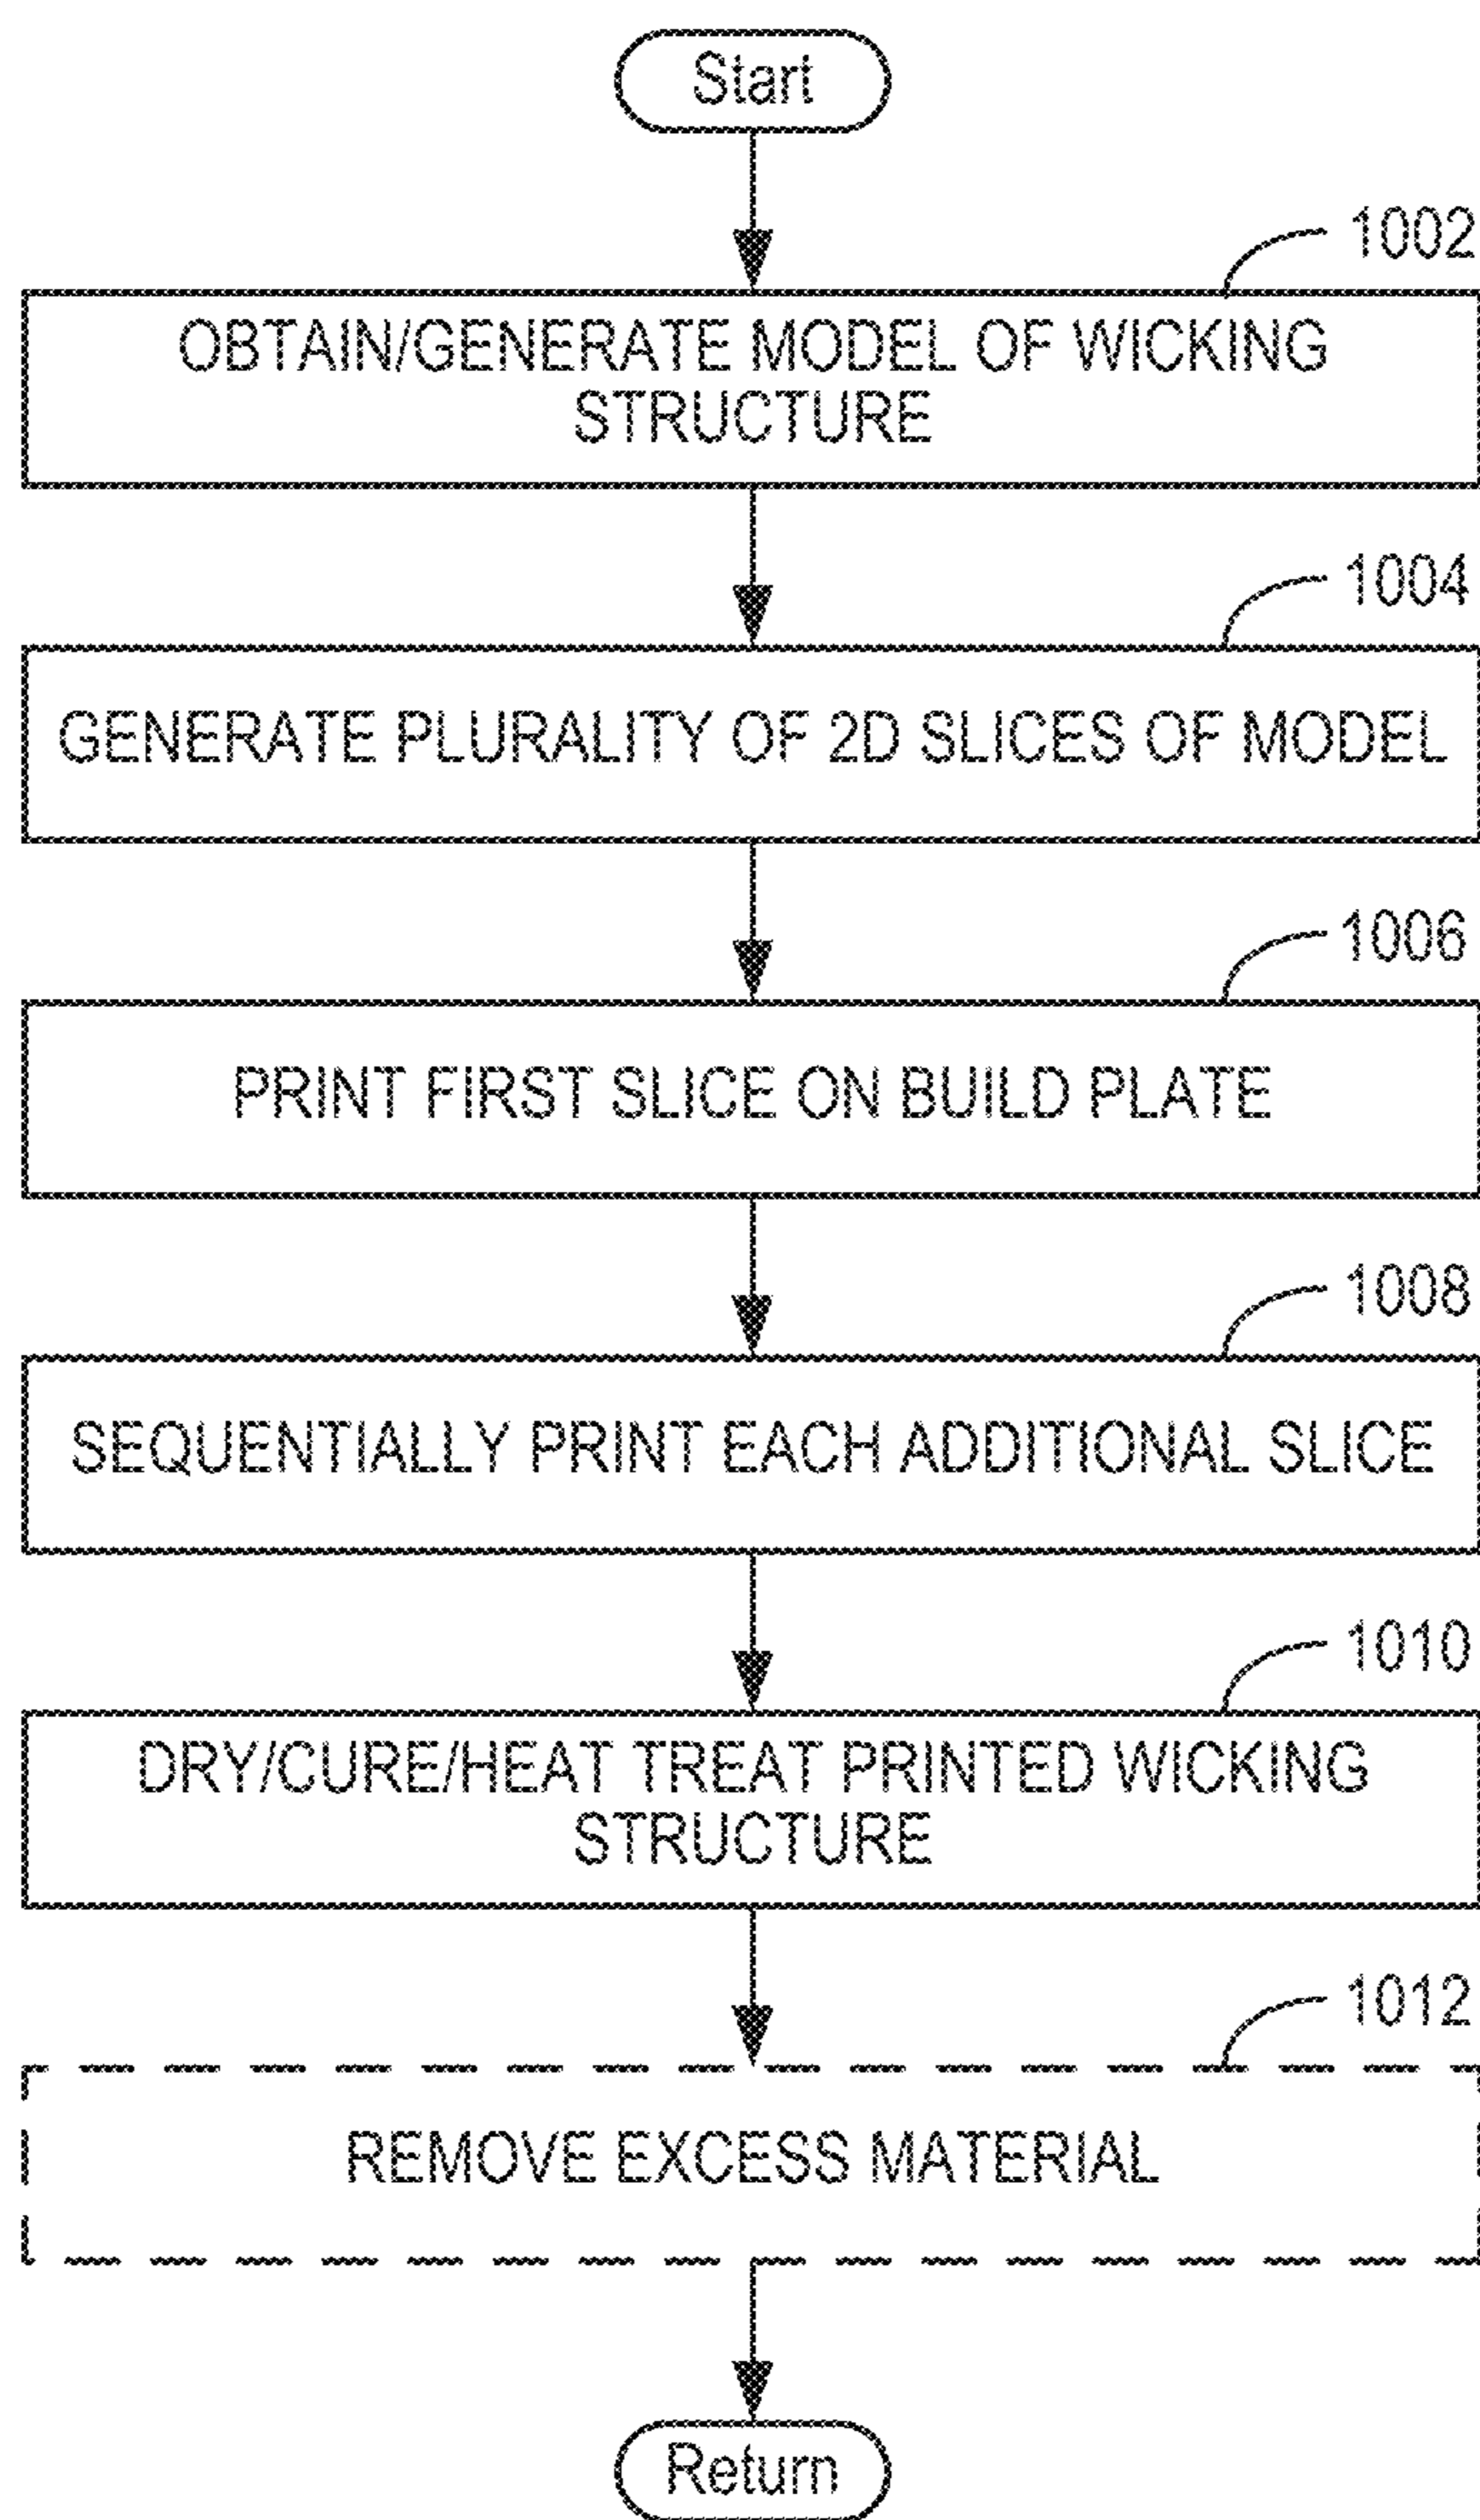 Start
1002
OBTAIN/GENERATE MODEL OF WICKING
STRUCTURE
1004
GENERATE PLURALITY OF 2D SLICES OF MODEL
1006
PRINT FIRST SLICE ON BUILD PLATE
1008
SEQUENTIALLY PRINT EACH ADDITIONAL SLICE
1010
DRY/CURE/HEAT TREAT PRINTED WICKING
STRUCTURE
1012
REMOVE EXCESS MATERIAL
Return